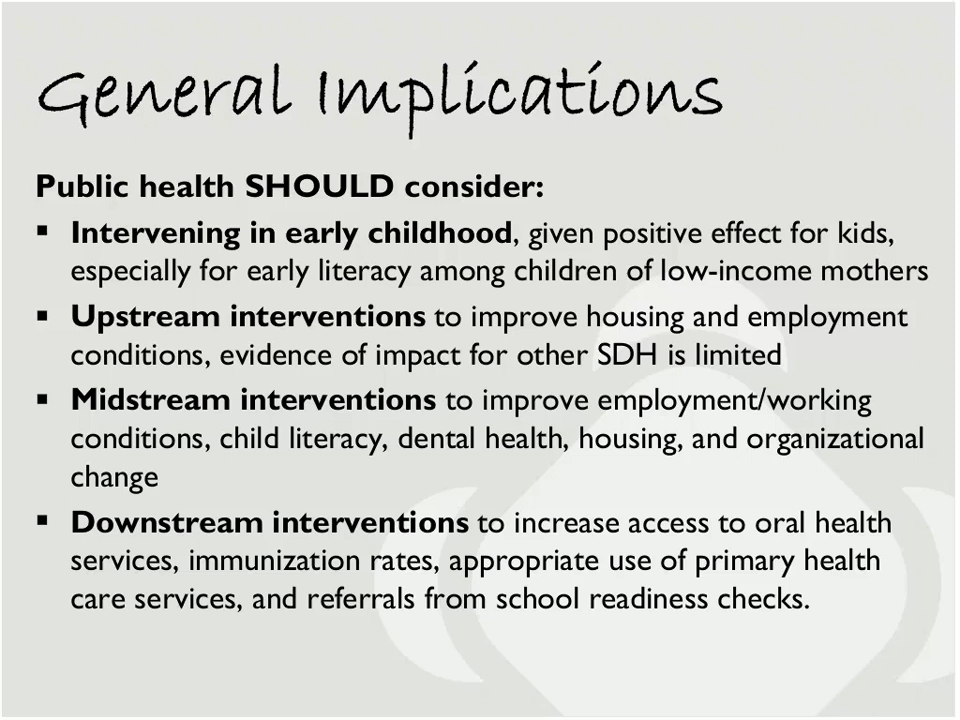 General Implications
Public health SHOULD consider:
▪ Intervening in early childhood, given positive effect for kids,
especially for early literacy among children of low-income mothers
▪ Upstream interventions to improve housing and employment
conditions, evidence of impact for other SDH is limited
▪ Midstream interventions to improve employment/working
conditions, child literacy, dental health, housing, and organizational
change
▪ Downstream interventions to increase access to oral health
services, immunization rates, appropriate use of primary health
care services, and referrals from school readiness checks.